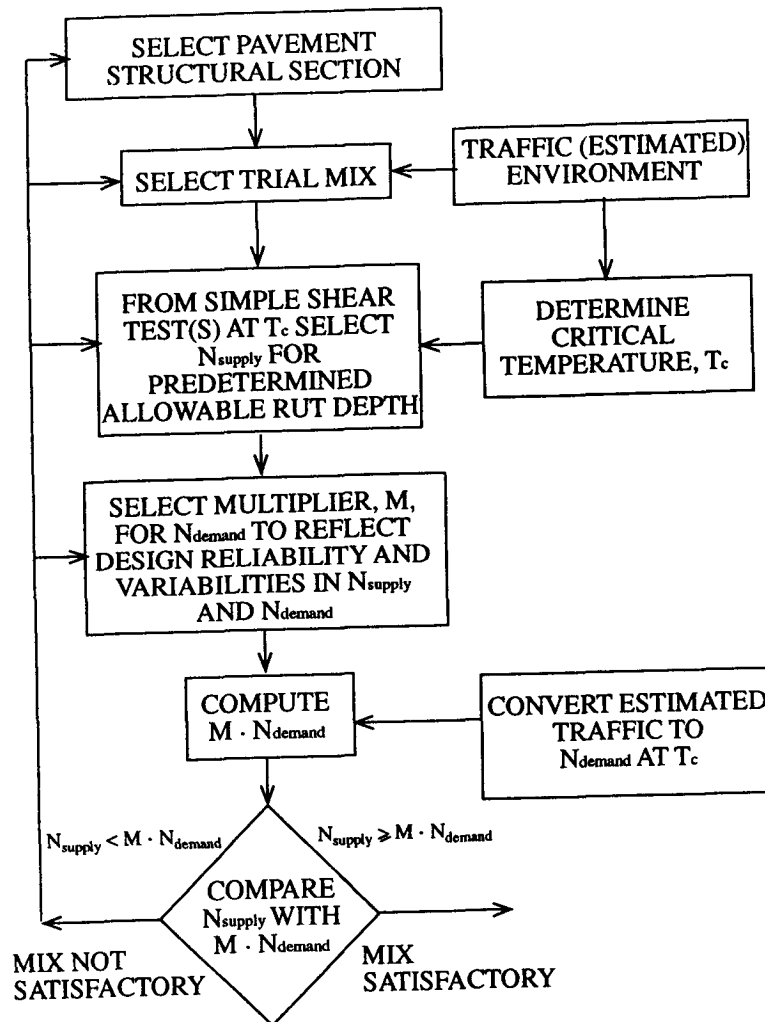 SELECT PAVEMENT
STRUCTURAL SECTION
SELECT TRIAL MIX
TRAFFIC (ESTIMATED)
ENVIRONMENT
FROM SIMPLE SHEAR
TEST(S) AT Tc SELECT
Nsupply FOR
PREDETERMINED
ALLOWABLE RUT DEPTH
DETERMINE
CRITICAL
TEMPERATURE, Tc
SELECT MULTIPLIER, M,
FOR Ndemand TO REFLECT
DESIGN RELIABILITY AND
VARIABILITIES IN Nsupply
AND Ndemand
COMPUTE
M · Ndemand
CONVERT ESTIMATED
TRAFFIC TO
Ndemand AT Tc
Nsupply < M · Ndemand
Nsupply ⩾ M · Ndemand
COMPARE
Nsupply WITH
M · Ndemand
MIX NOT
SATISFACTORY
MIX
SATISFACTORY